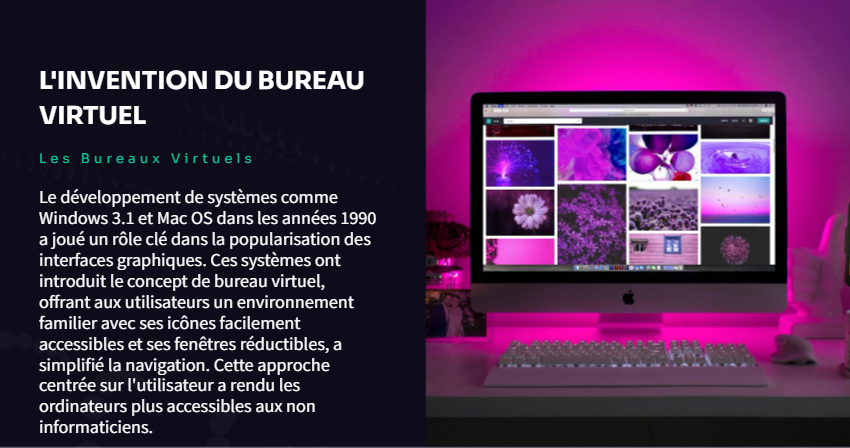 L'INVENTION DU BUREAU
VIRTUEL
Les Bureaux Virtuels
Le développement de systèmes comme
Windows 3.1 et Mac OS dans les années 1990
a joué un rôle clé dans la popularisation des
interfaces graphiques. Ces systèmes ont
introduit le concept de bureau virtuel,
offrant aux utilisateurs un environnement
familier avec ses icônes facilement
accessibles et ses fenêtres réductibles, a
simplifié la navigation. Cette approche
centrée sur l'utilisateur a rendu les
ordinateurs plus accessibles aux non
informaticiens.